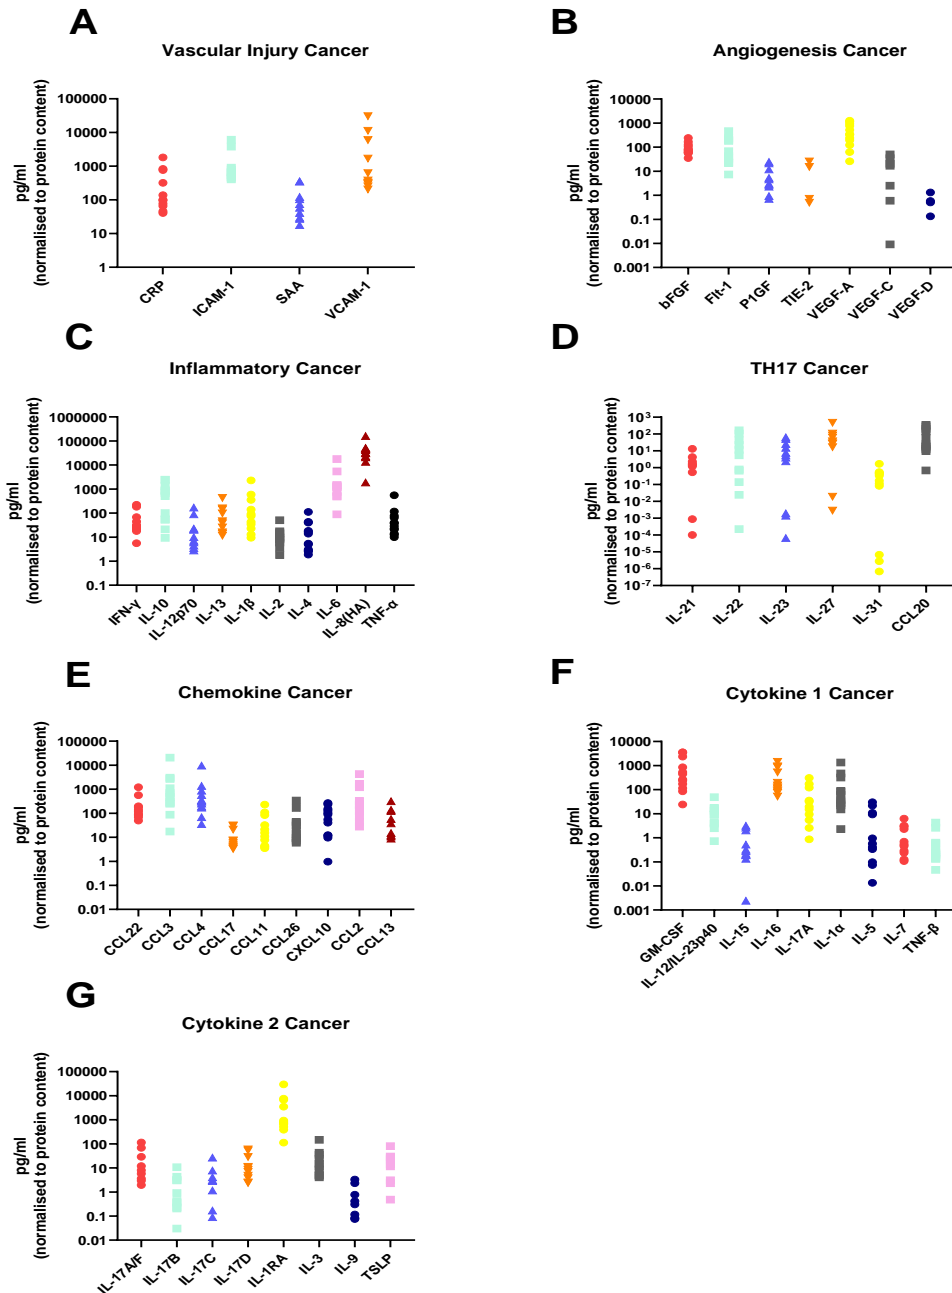 A
Vascular Injury Cancer
pg/ml
(normalised to protein content)
100000
10000
1000
100
10
1
CRP
ICAM-1
SAA
VCAM-1
B
Angiogenesis Cancer
pg/ml
(normalised to protein content)
10000
1000
100
10
1
0.1
0.01
0.001
bFGF
Flt-1
P1GF
TIE-2
VEGF-A
VEGF-C
VEGF-D
C
Inflammatory Cancer
pg/ml
(normalised to protein content)
1000000
100000
10000
1000
100
10
1
0.1
IFN-γ
IL-10
IL-12p70
IL-13
IL-1β
IL-2
IL-4
IL-6
IL-8(HA)
TNF-α
D
TH17 Cancer
pg/ml
(normalised to protein content)
10³
10²
10¹
10⁰
10⁻¹
10⁻²
10⁻³
10⁻⁴
10⁻⁵
10⁻⁶
10⁻⁷
IL-21
IL-22
IL-23
IL-27
IL-31
CCL20
E
Chemokine Cancer
pg/ml
(normalised to protein content)
100000
10000
1000
100
10
1
0.1
0.01
CCL22
CCL3
CCL4
CCL17
CCL11
CCL26
CXCL10
CCL2
CCL13
F
Cytokine 1 Cancer
pg/ml
(normalised to protein content)
10000
1000
100
10
1
0.1
0.01
0.001
GM-CSF
IL-12/IL-23p40
IL-15
IL-16
IL-17A
IL-1α
IL-5
IL-7
TNF-β
G
Cytokine 2 Cancer
pg/ml
(normalised to protein content)
100000
10000
1000
100
10
1
0.1
0.01
IL-17A/F
IL-17B
IL-17C
IL-17D
IL-1RA
IL-3
IL-9
TSLP